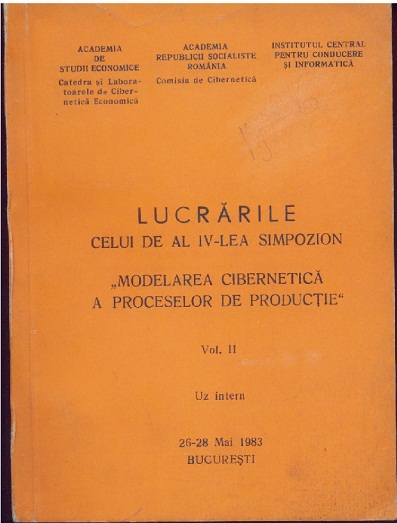 ACADEMIA
DE
STUDII ECONOMICE
Catedra și Labora-
toarele de Ciber-
netică Economică
ACADEMIA
REPUBLICII SOCIALISTE
ROMÂNIA
Comisia de Cibernetică
INSTITUTUL CENTRAL
PENTRU CONDUCERE
ȘI INFORMATICĂ
LUCRĂRILE
CELUI DE AL IV-LEA SIMPOZION
„MODELAREA CIBERNETICĂ
A PROCESELOR DE PRODUCȚIE“
Vol. II
Uz intern
26-28 Mai 1983
BUCUREȘTI